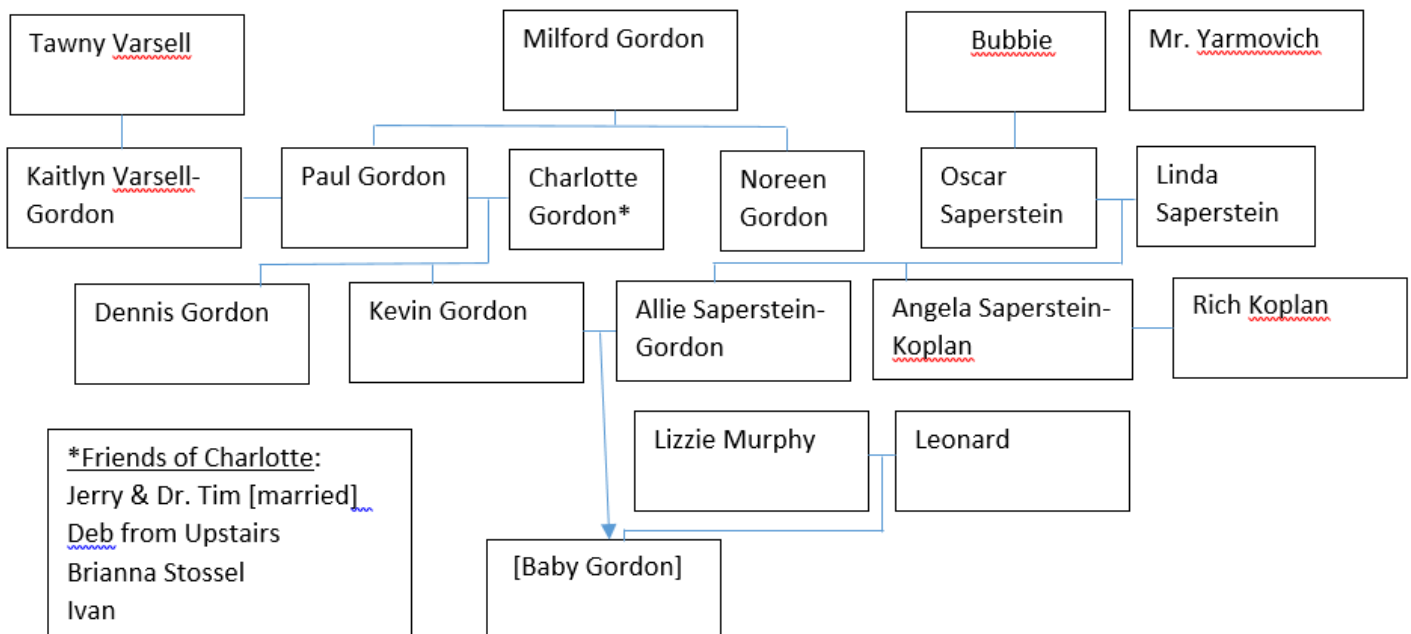 Tawny Varsell
Milford Gordon
Bubbie
Mr. Yarmovich
Kaitlyn Varsell-
Gordon
Paul Gordon
Charlotte
Gordon*
Noreen
Gordon
Oscar
Saperstein
Linda
Saperstein
Dennis Gordon
Kevin Gordon
Allie Saperstein-
Gordon
Angela Saperstein-
Koplan
Rich Koplan
Lizzie Murphy
Leonard
*Friends of Charlotte:
Jerry & Dr. Tim [married]
Deb from Upstairs
Brianna Stossel
Ivan
[Baby Gordon]